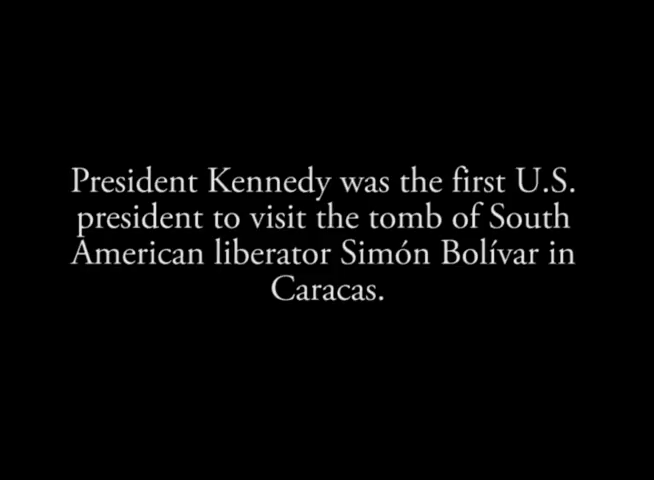 President Kennedy was the first U.S.
president to visit the tomb of South
American liberator Simón Bolívar in
Caracas.